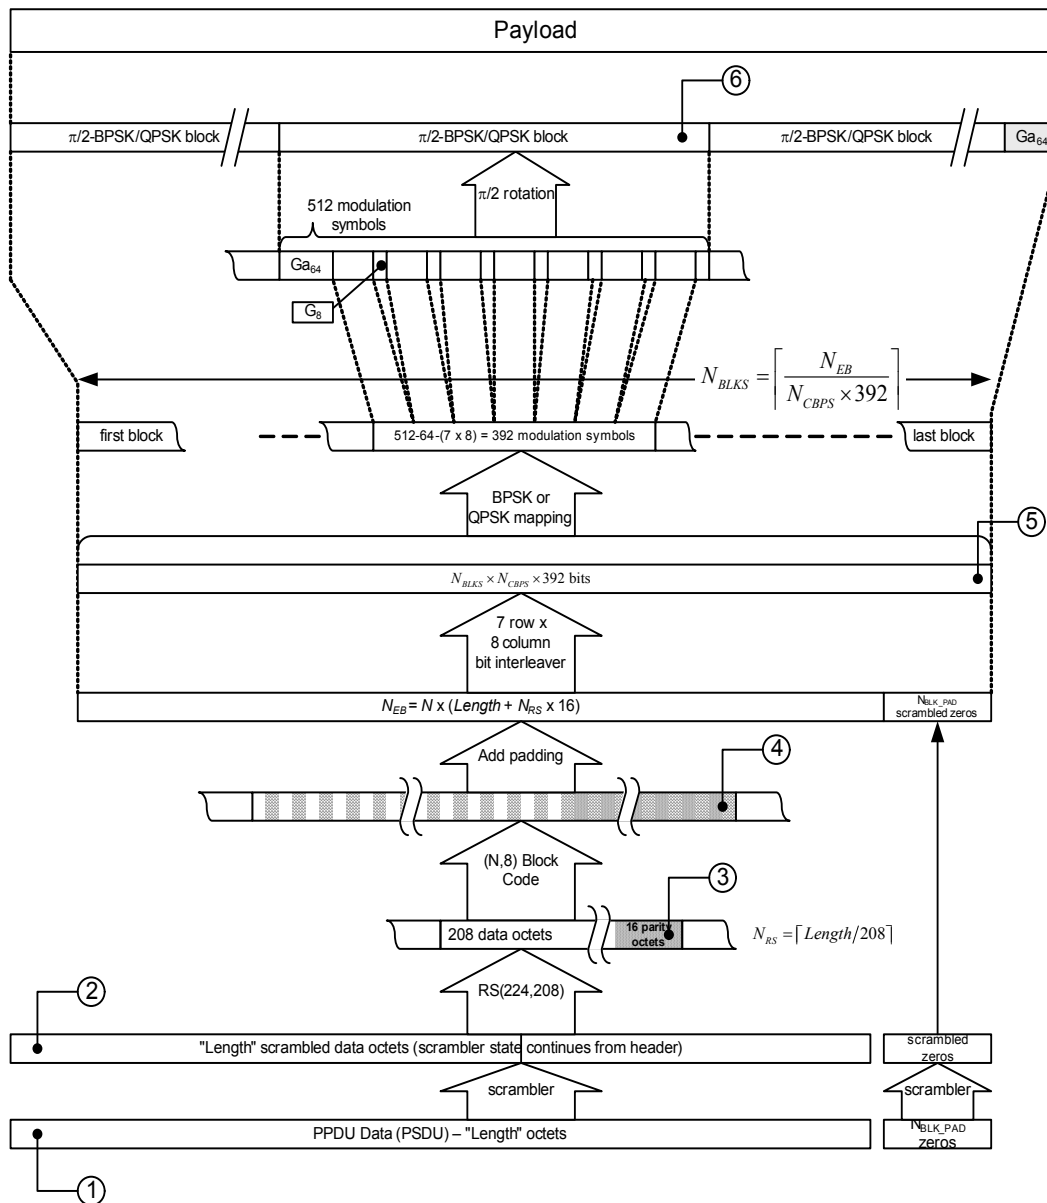 Payload
6
π/2-BPSK/QPSK block
π/2-BPSK/QPSK block
π/2-BPSK/QPSK block
Ga64
π/2 rotation
512 modulation
symbols
Ga64
G8
N_BLKS = ⌈ N_EB / (N_CBPS × 392) ⌉
first block
512-64-(7 x 8) = 392 modulation symbols
last block
BPSK or
QPSK mapping
5
N_BLKS × N_CBPS × 392 bits
7 row x
8 column
bit interleaver
N_EB = N x (Length + N_RS x 16)
N_BLK_PAD
scrambled zeros
Add padding
4
(N,8) Block
Code
3
208 data octets
16 parity
octets
N_RS = ⌈Length/208⌉
RS(224,208)
2
"Length" scrambled data octets (scrambler state continues from header)
scrambled
zeros
scrambler
scrambler
PPDU Data (PSDU) – "Length" octets
N_BLK_PAD
zeros
1